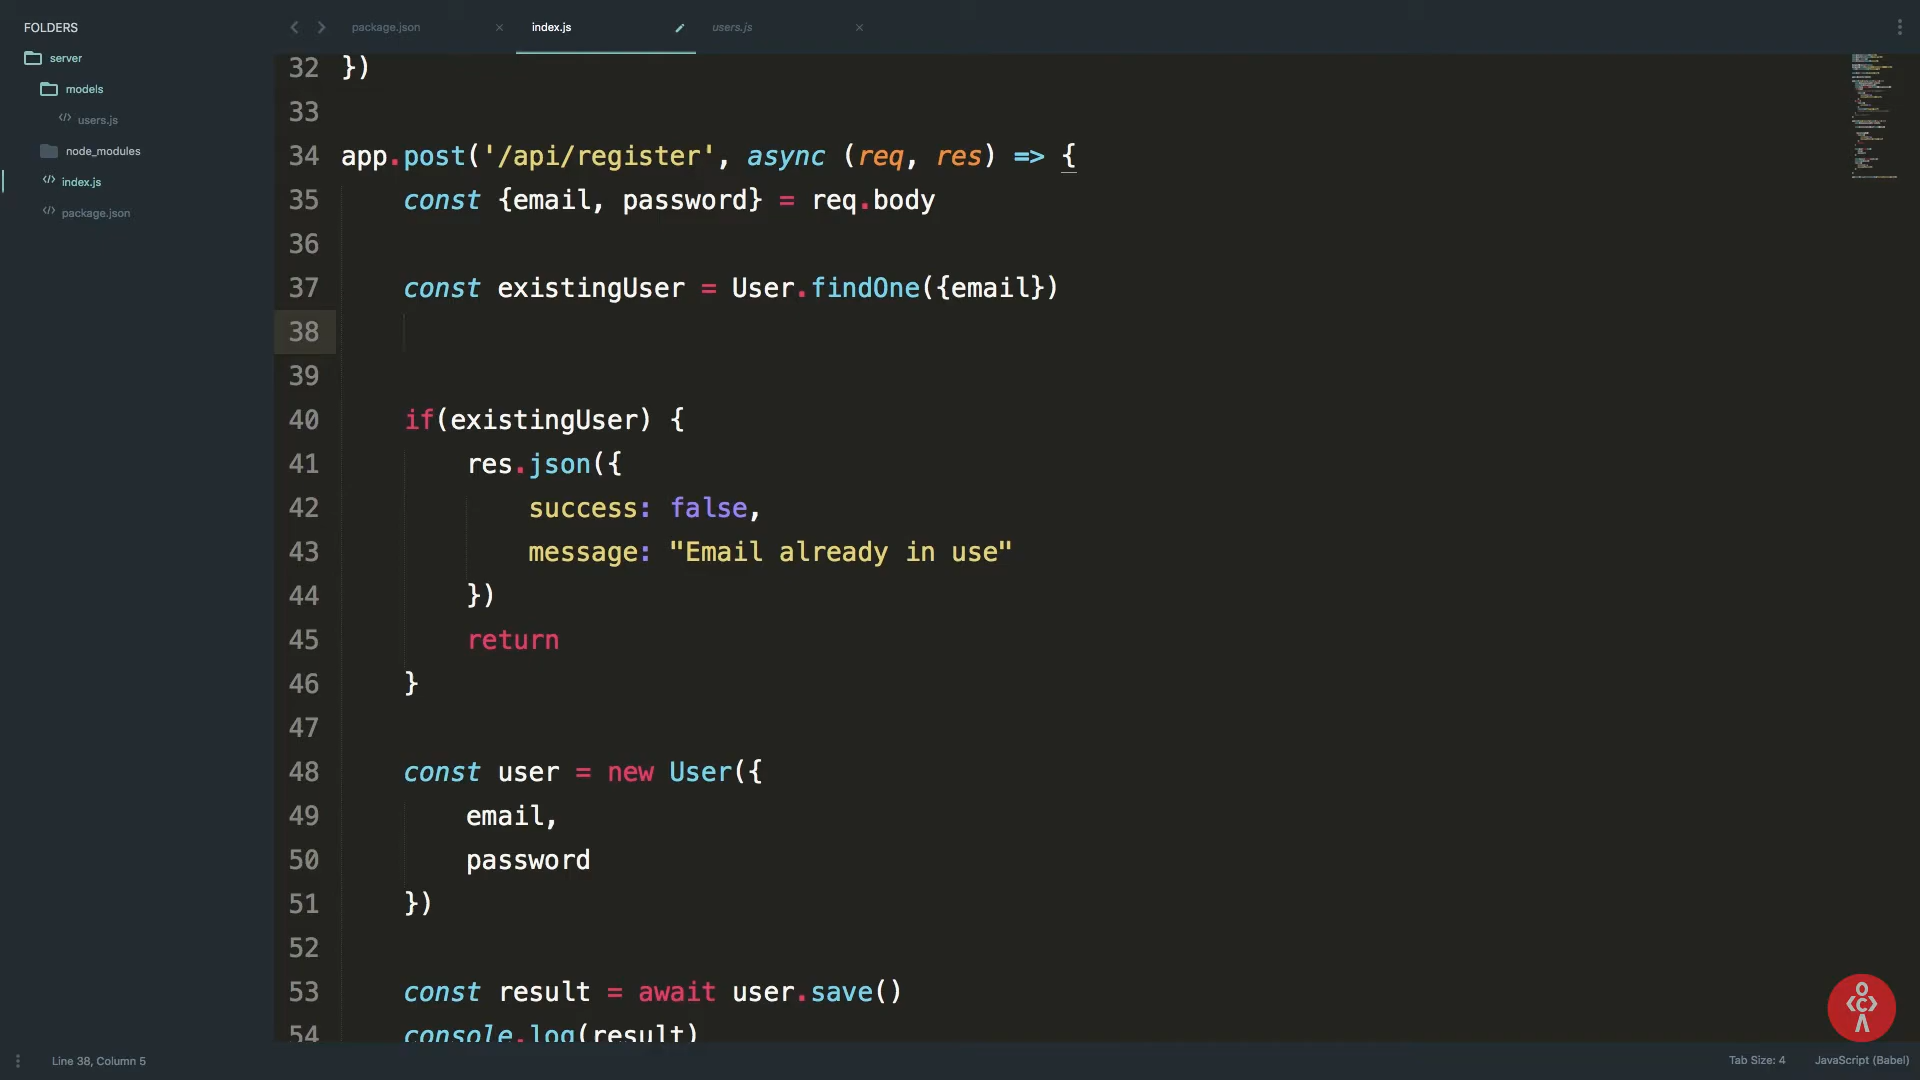 FOLDERS
server
models
users.js
node_modules
index.js
package.json
package.json
index.js
users.js
32 })
33
34 app.post('/api/register', async (req, res) => {
35 const {email, password} = req.body
36
37 const existingUser = User.findOne({email})
38
39
40 if(existingUser) {
41 res.json({
42 success: false,
43 message: "Email already in use"
44 })
45 return
46 }
47
48 const user = new User({
49 email,
50 password
51 })
52
53 const result = await user.save()
54 console.log(result)
Line 38, Column 5
Tab Size: 4
JavaScript (Babel)